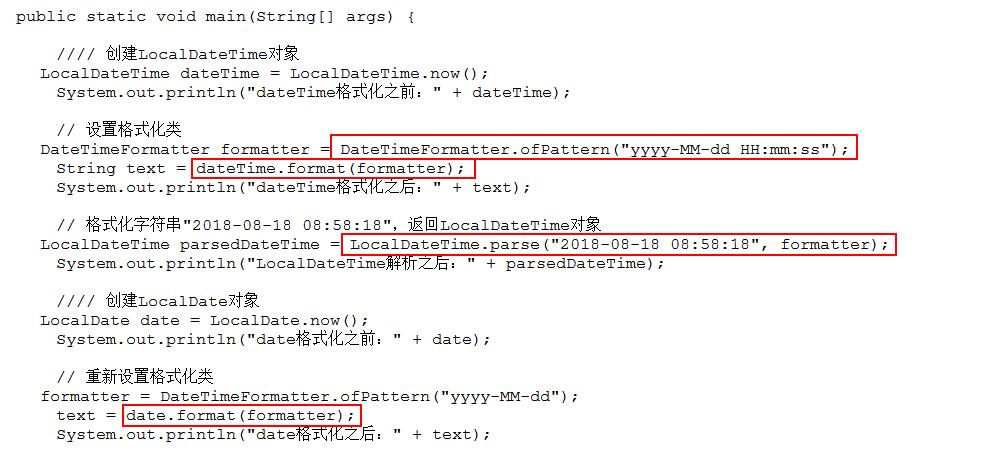 public static void main(String[] args) {
//// 创建LocalDateTime对象
LocalDateTime dateTime = LocalDateTime.now();
System.out.println("dateTime格式化之前：" + dateTime);
// 设置格式化类
DateTimeFormatter formatter = DateTimeFormatter.ofPattern("yyyy-MM-dd HH:mm:ss");
String text = dateTime.format(formatter);
System.out.println("dateTime格式化之后：" + text);
// 格式化字符串"2018-08-18 08:58:18"，返回LocalDateTime对象
LocalDateTime parsedDateTime = LocalDateTime.parse("2018-08-18 08:58:18", formatter);
System.out.println("LocalDateTime解析之后：" + parsedDateTime);
//// 创建LocalDate对象
LocalDate date = LocalDate.now();
System.out.println("date格式化之前：" + date);
// 重新设置格式化类
formatter = DateTimeFormatter.ofPattern("yyyy-MM-dd");
text = date.format(formatter);
System.out.println("date格式化之后：" + text);